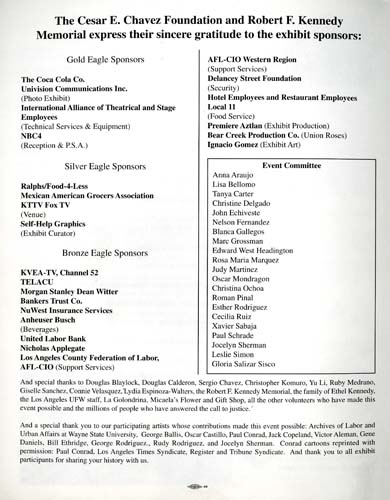 The Cesar E. Chavez Foundation and Robert F. Kennedy
Memorial express their sincere gratitude to the exhibit sponsors:
Gold Eagle Sponsors
The Coca Cola Co.
Univision Communications Inc.
(Photo Exhibit)
International Alliance of Theatrical and Stage
Employees
(Technical Services & Equipment)
NBC4
(Reception & P.S.A.)
Silver Eagle Sponsors
Ralphs/Food-4-Less
Mexican American Grocers Association
KTTV Fox TV
(Venue)
Self-Help Graphics
(Exhibit Curator)
Bronze Eagle Sponsors
KVEA-TV, Channel 52
TELACU
Morgan Stanley Dean Witter
Bankers Trust Co.
NuWest Insurance Services
Anheuser Busch
(Beverages)
United Labor Bank
Nicholas Applegate
Los Angeles County Federation of Labor,
AFL-CIO (Support Services)
AFL-CIO Western Region
(Support Services)
Delancey Street Foundation
(Security)
Hotel Employees and Restaurant Employees
Local 11
(Food Service)
Premiere Aztlan (Exhibit Production)
Bear Creek Production Co. (Union Roses)
Ignacio Gomez (Exhibit Art)
Event Committee
Anna Araujo
Lisa Bellomo
Tanya Carter
Christine Delgado
John Echiveste
Nelson Fernandez
Blanca Gallegos
Marc Grossman
Edward West Headington
Rosa Maria Marquez
Judy Martinez
Oscar Mondragon
Christina Ochoa
Roman Pinal
Esther Rodriguez
Cecilia Ruiz
Xavier Sabaja
Paul Schrade
Jocelyn Sherman
Leslie Simon
Gloria Salizar Sisco
And special thanks to Douglas Blaylock, Douglas Calderon, Sergio Chavez, Christopher Komuro, Yu Li, Ruby Medrano,
Giselle Sanchez, Connie Velasquez, Lydia Espinoza-Walters, the Robert F. Kennedy Memorial, the family of Ethel Kennedy,
the Los Angeles UFW staff, La Golondrina, Micaela's Flower and Gift Shop, all the other volunteers who have made this
event possible and the millions of people who have answered the call to justice.
And a special thank you to our participating artists whose contributions made this event possible: Archives of Labor and
Urban Affairs at Wayne State University, George Ballis, Oscar Castillo, Paul Conrad, Jack Copeland, Victor Aleman, Gene
Daniels, Bill Ethridge, George Rodriguez, Rudy Rodriguez, and Jocelyn Sherman. Conrad cartoons reprinted with
permission: Paul Conrad, Los Angeles Times Syndicate, Register and Tribune Syndicate. And thank you to all exhibit
participants for sharing your history with us.